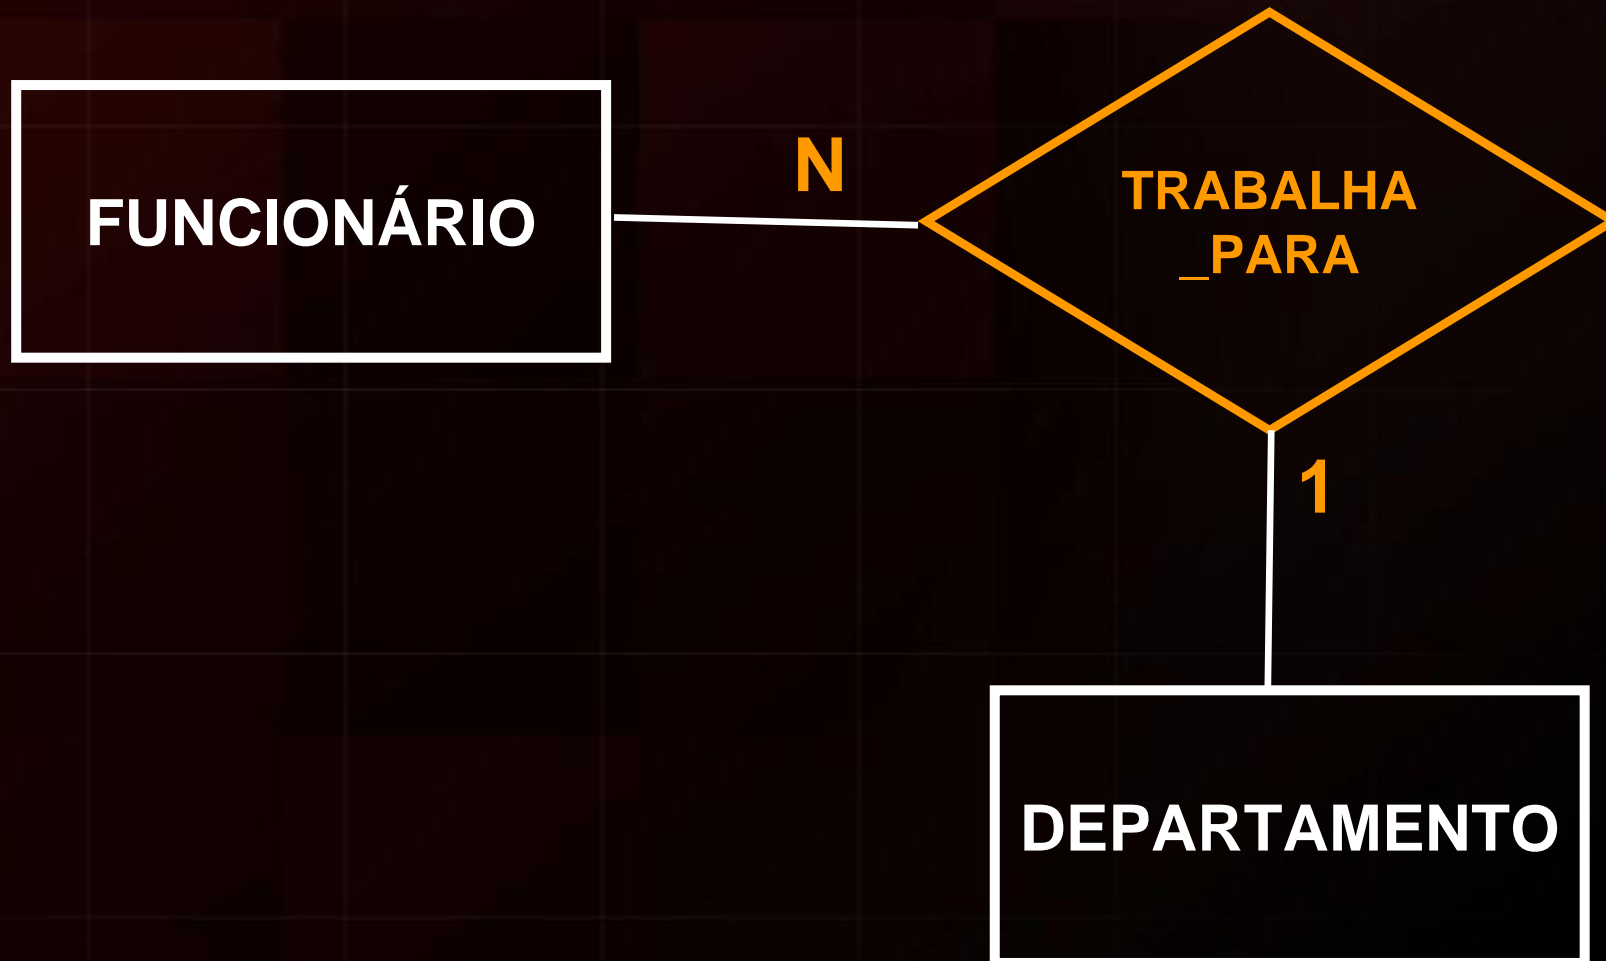 N
FUNCIONÁRIO
TRABALHA
_PARA
1
DEPARTAMENTO